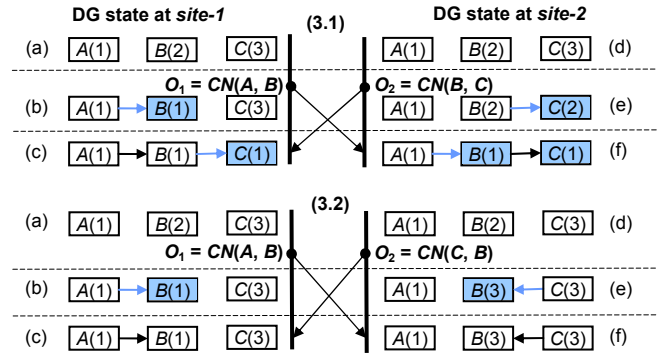 DG state at site-1 (3.1) DG state at site-2
(a) A(1) B(2) C(3) A(1) B(2) C(3) (d)
O1 = CN(A, B) O2 = CN(B, C)
(b) A(1) B(1) C(3) A(1) B(2) C(2) (e)
(c) A(1) B(1) C(1) A(1) B(1) C(1) (f)
(3.2)
(a) A(1) B(2) C(3) A(1) B(2) C(3) (d)
O1 = CN(A, B) O2 = CN(C, B)
(b) A(1) B(1) C(3) A(1) B(3) C(3) (e)
(c) A(1) B(1) C(3) A(1) B(3) C(3) (f)